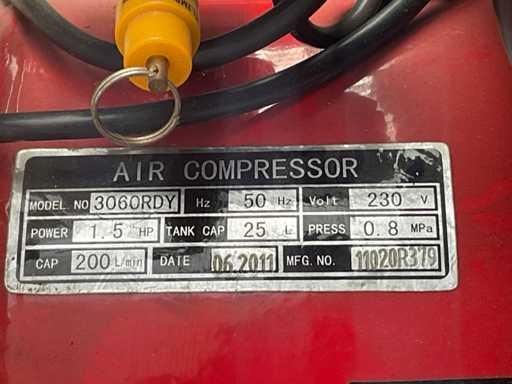 AIR COMPRESSOR
MODEL. NO 3060RDY Hz 50 Hz Volt 230 V
POWER 1.5 HP TANK CAP 25 L PRESS 0.8 MPa
CAP 200 L/min DATE 06.2011 MFG. NO. 11020R379